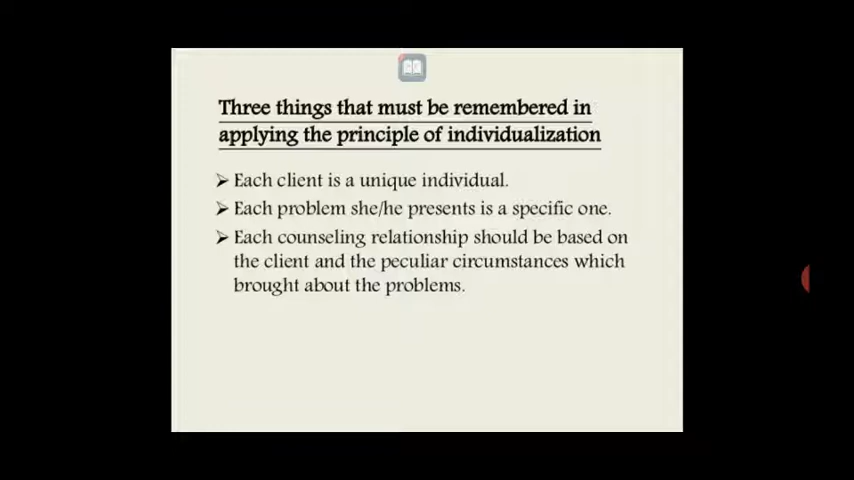 Three things that must be remembered in
applying the principle of individualization
➢ Each client is a unique individual.
➢ Each problem she/he presents is a specific one.
➢ Each counseling relationship should be based on
the client and the peculiar circumstances which
brought about the problems.